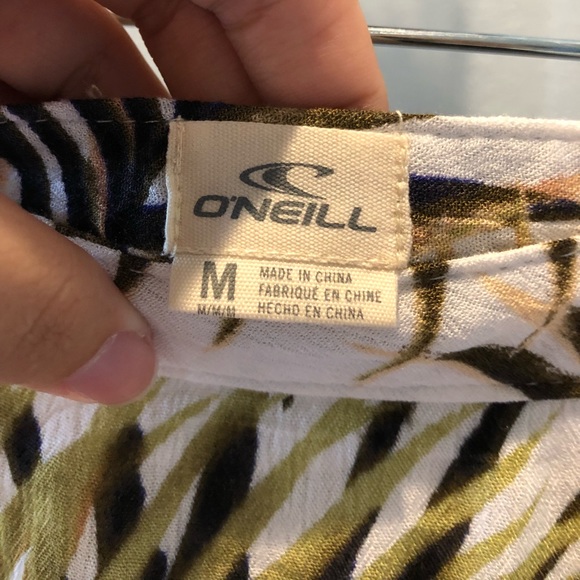 O'NEILL
M
M/M/M
MADE IN CHINA
FABRIQUÉ EN CHINE
HECHO EN CHINA